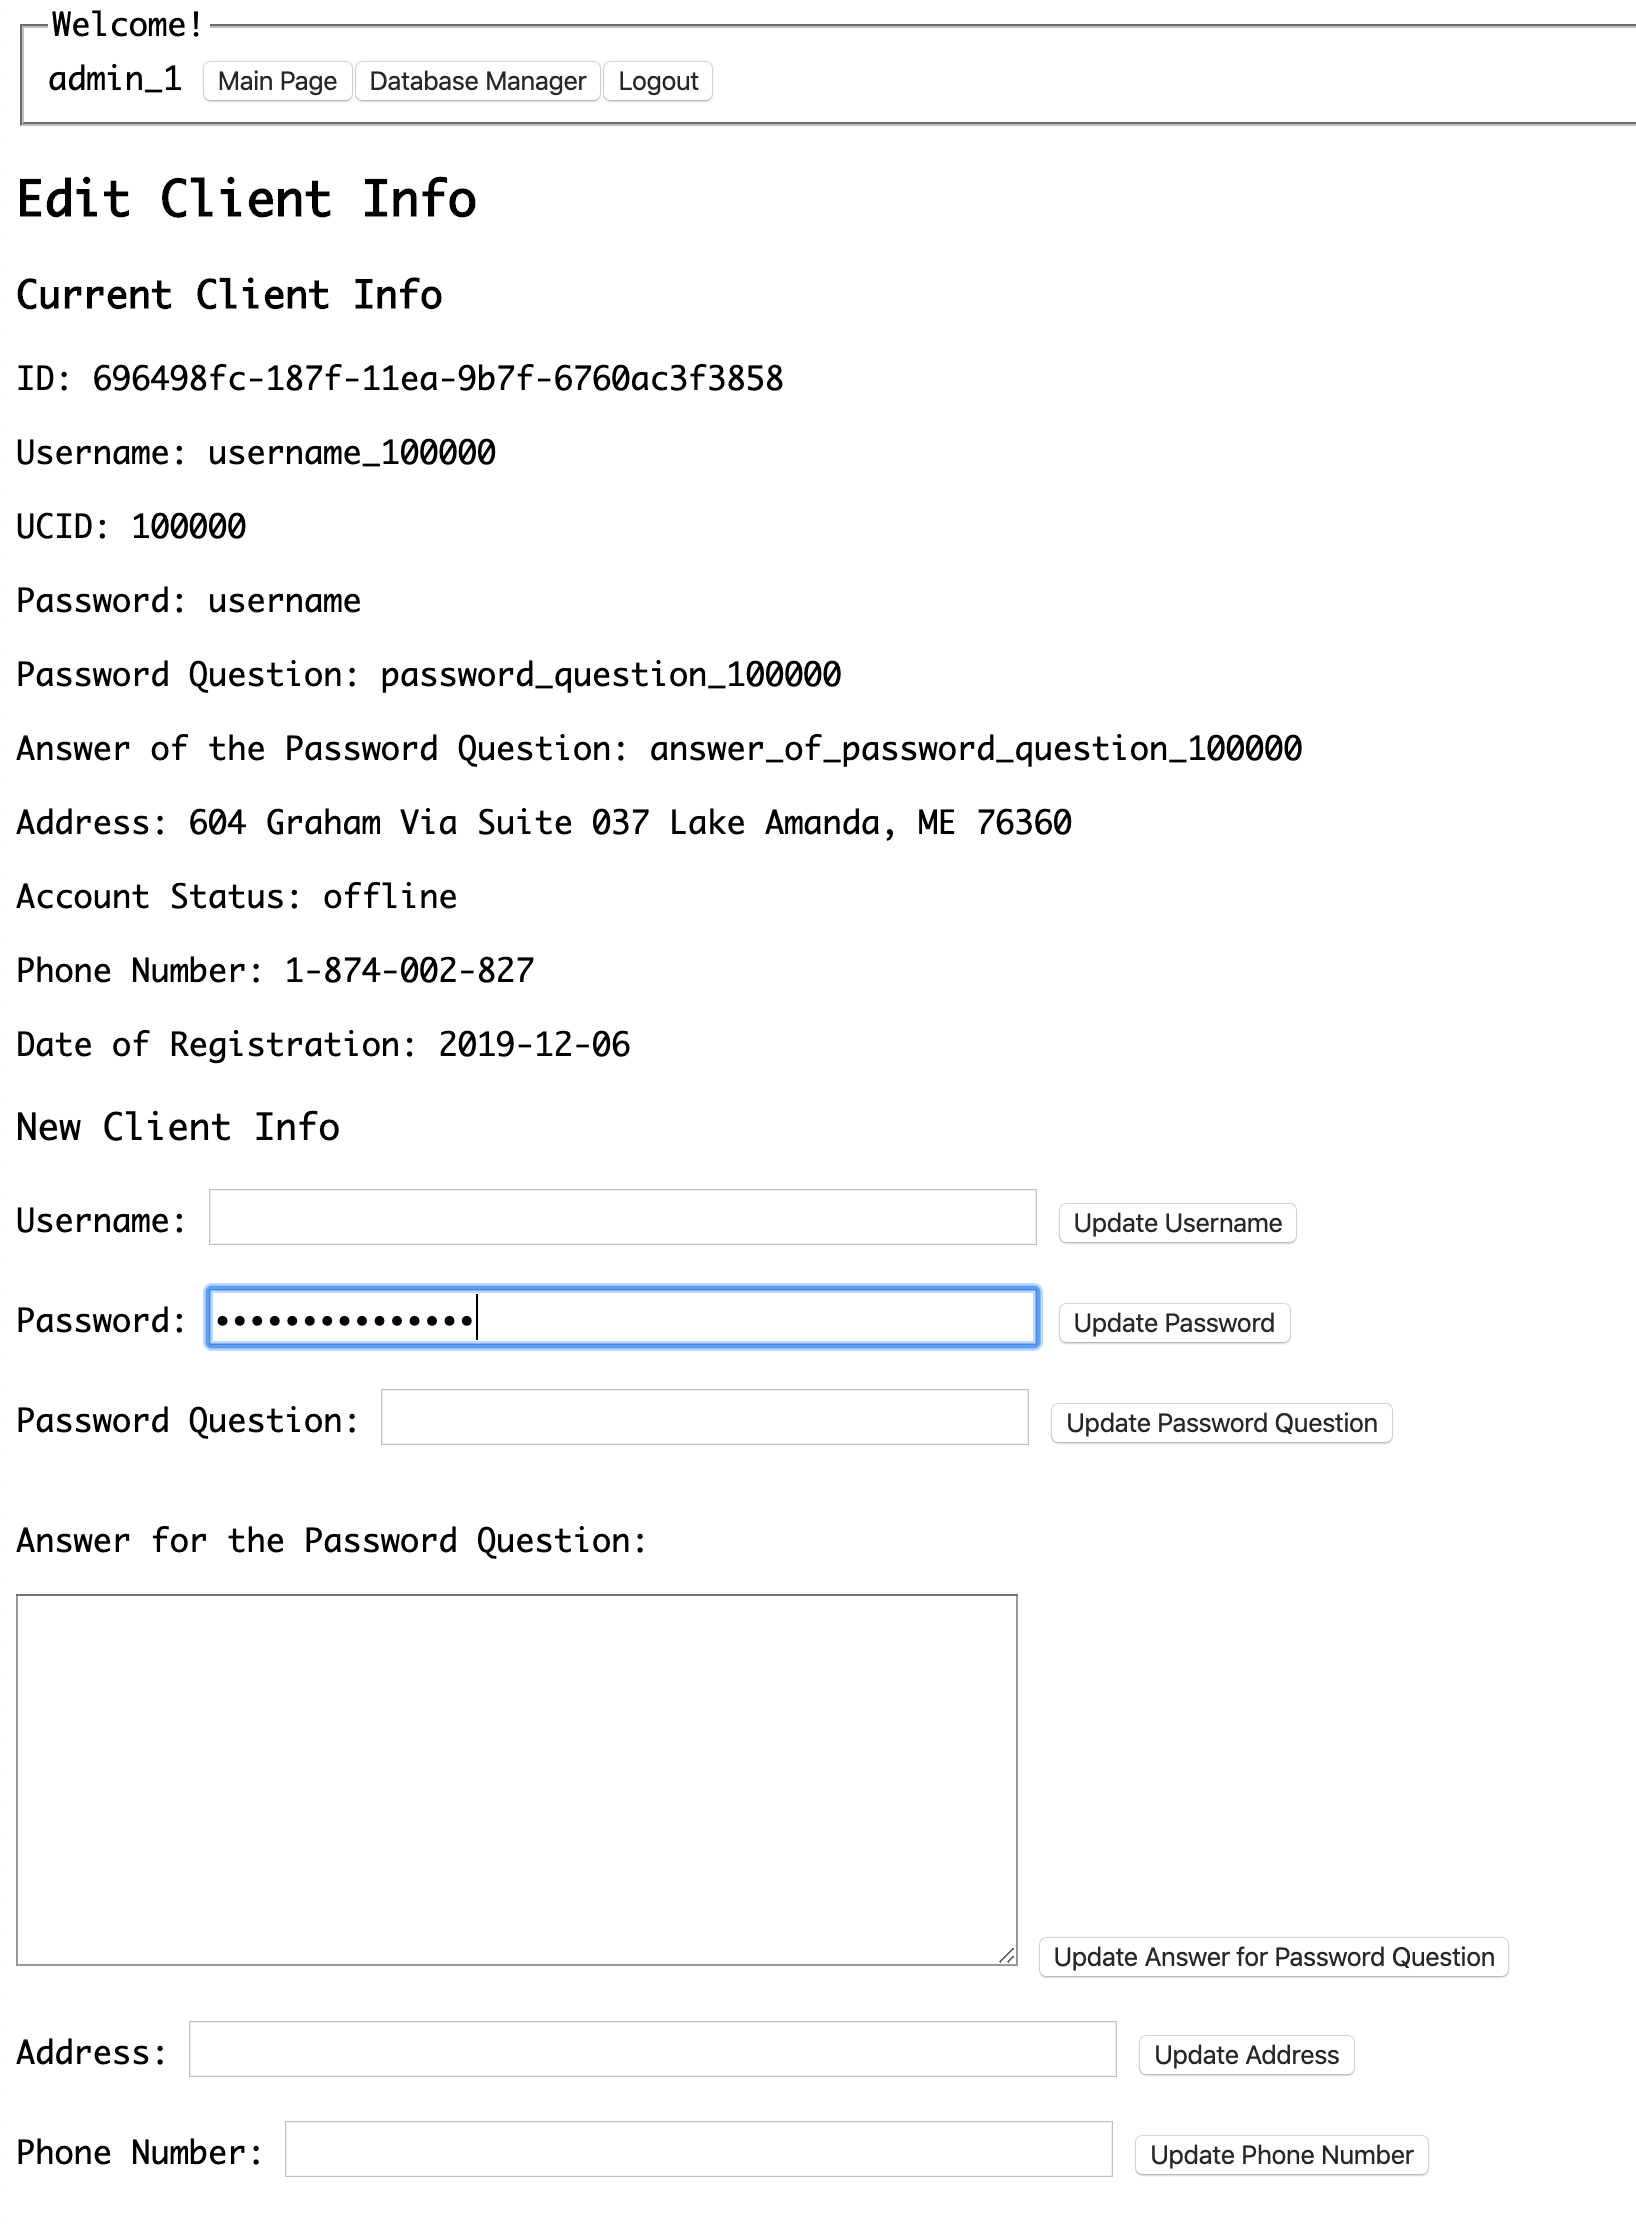 Welcome!
admin_1 Main Page Database Manager Logout
Edit Client Info
Current Client Info
ID: 696498fc-187f-11ea-9b7f-6760ac3f3858
Username: username_100000
UCID: 100000
Password: username
Password Question: password_question_100000
Answer of the Password Question: answer_of_password_question_100000
Address: 604 Graham Via Suite 037 Lake Amanda, ME 76360
Account Status: offline
Phone Number: 1-874-002-827
Date of Registration: 2019-12-06
New Client Info
Username: Update Username
Password: ••••••••••••••• Update Password
Password Question: Update Password Question
Answer for the Password Question:
Update Answer for Password Question
Address: Update Address
Phone Number: Update Phone Number